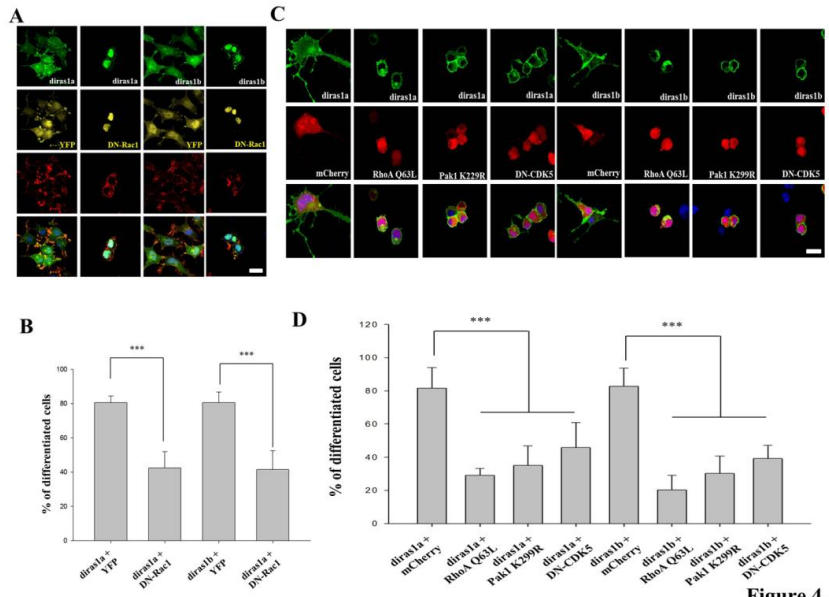 A
diras1a diras1a diras1b diras1b
YFP DN-Rac1 YFP DN-Rac1
C
diras1a diras1a diras1a diras1a diras1b diras1b diras1b diras1b
mCherry RhoA Q63L Pak1 K229R DN-CDK5 mCherry RhoA Q63L Pak1 K299R DN-CDK5
B
***
***
% of differentiated cells
100
80
60
40
20
0
diras1a + YFP
diras1a + DN-Rac1
diras1b + YFP
diras1a + DN-Rac1
D
***
***
% of differentiated cells
120
100
80
60
40
20
0
diras1a + mCherry
diras1a + RhoA Q63L
diras1a + Pak1 K299R
diras1a + DN-CDK5
diras1b + mCherry
diras1b + RhoA Q63L
diras1b + Pak1 K299R
diras1b + DN-CDK5
Figure 4